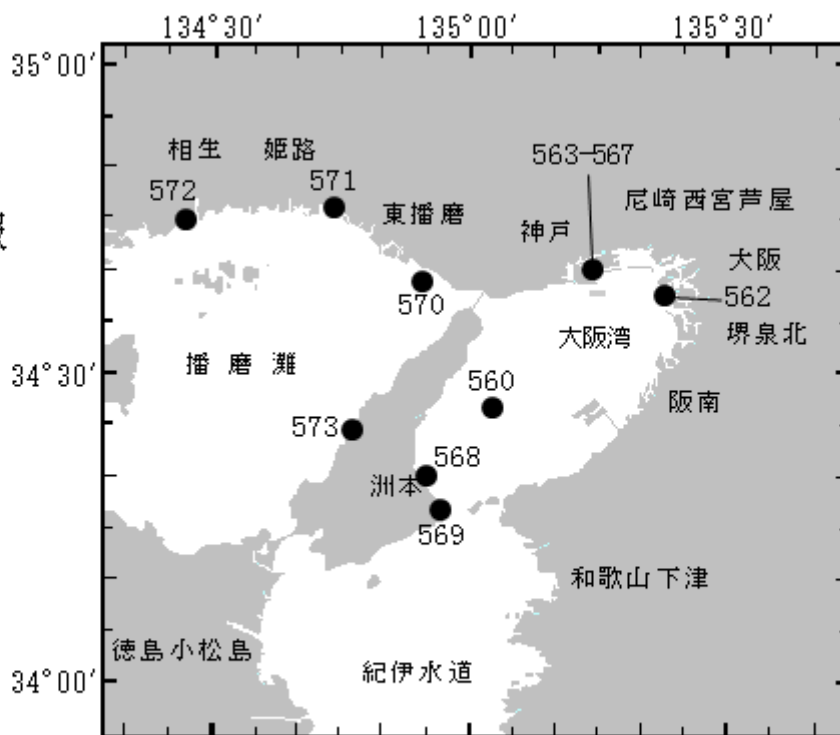 134°30′
135°00′
135°30′
35°00′
相生
姫路
563-567
尼崎西宮芦屋
572
571
東播磨
神戸
大阪
570
562
堺泉北
大阪湾
34°30′
播磨灘
560
阪南
573
568
洲本
569
和歌山下津
徳島小松島
紀伊水道
34°00′